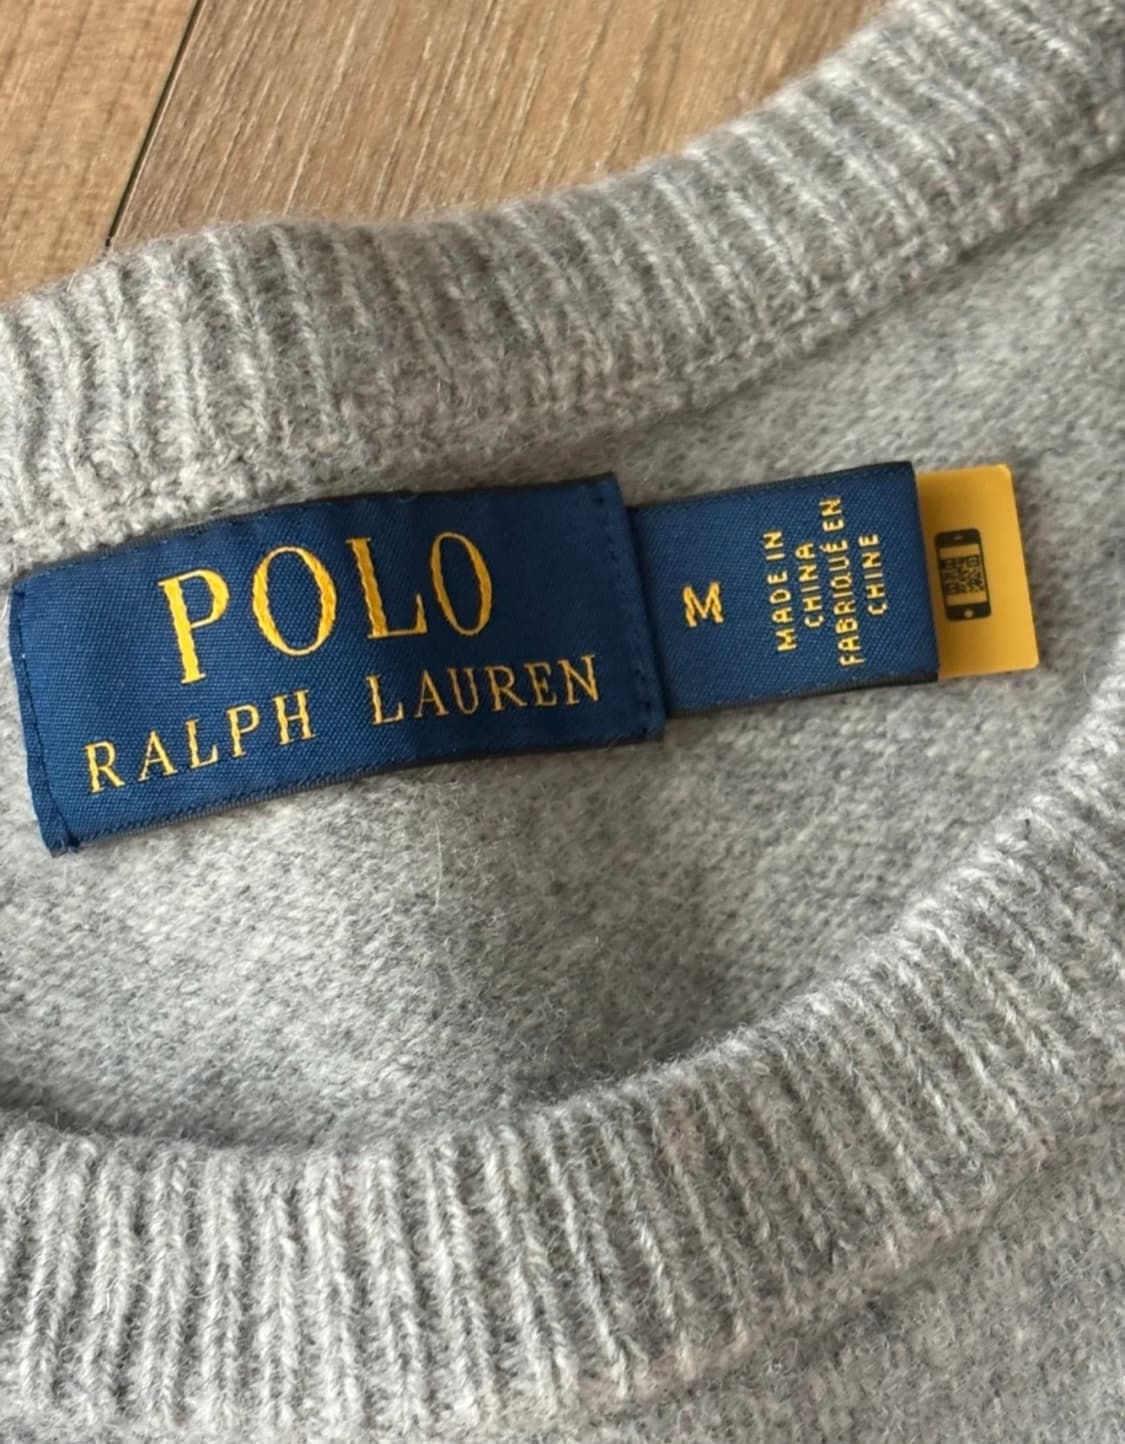 POLO
RALPH LAUREN
M
MADE IN
CHINA
FABRIQUÉ EN
CHINE